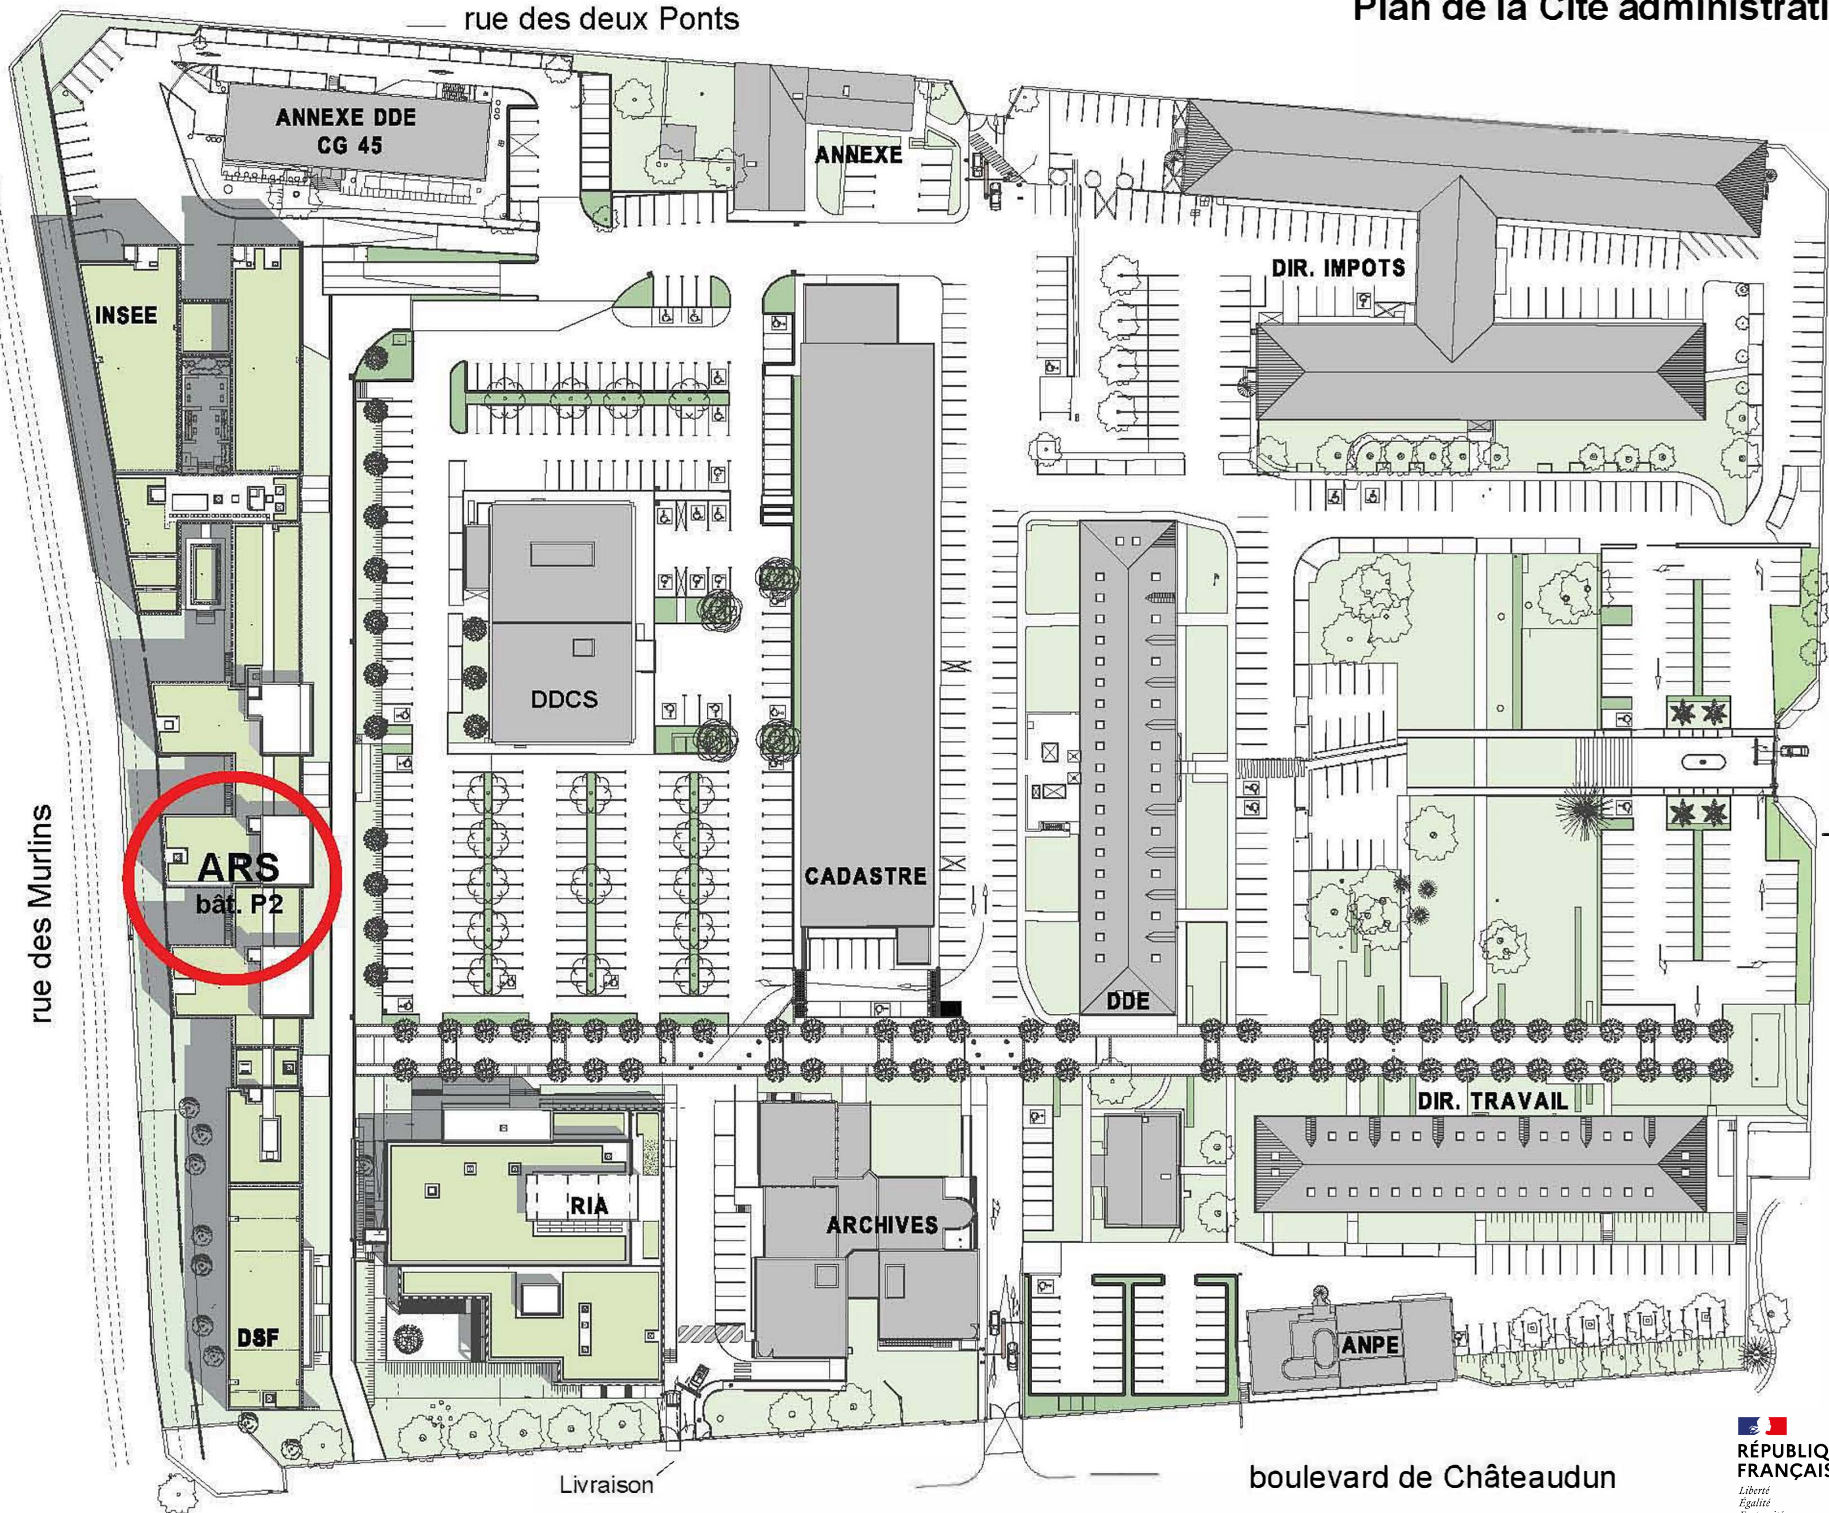 Plan de la Cité administrati
rue des deux Ponts
ANNEXE DDE
CG 45
ANNEXE
DIR. IMPOTS
INSEE
DDCS
rue des Murlins
ARS
bât. P2
CADASTRE
DDE
DIR. TRAVAIL
RIA
ARCHIVES
DSF
ANPE
Livraison
boulevard de Châteaudun
RÉPUBLIQ
FRANÇAIS
Liberté
Égalité